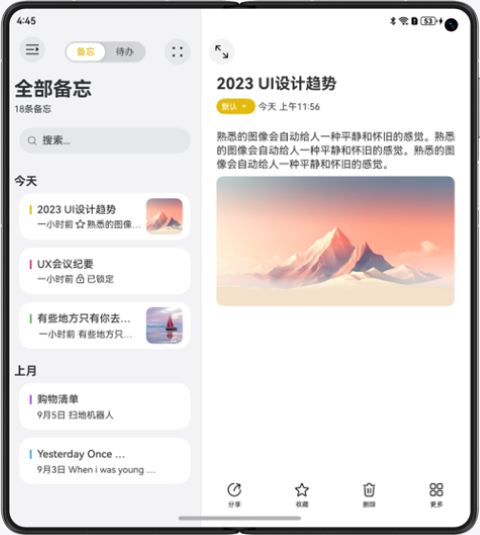 4:45
53
备忘 待办
全部备忘
18条备忘
搜索...
今天
2023 UI设计趋势
一小时前 熟悉的图像...
UX会议纪要
一小时前 已锁定
有些地方只有你去...
一小时前 有些地方只...
上月
购物清单
9月5日 扫地机器人
Yesterday Once ...
9月3日 When i was young ...
2023 UI设计趋势
默认 今天 上午11:56
熟悉的图像会自动给人一种平静和怀旧的感觉。熟悉
的图像会自动给人一种平静和怀旧的感觉。熟悉的图
像会自动给人一种平静和怀旧的感觉。
分享 收藏 删除 更多